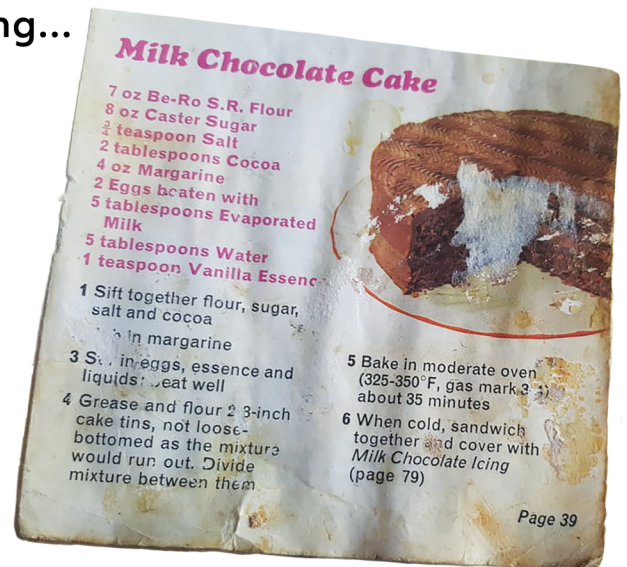 ng...
Milk Chocolate Cake
7 oz Be-Ro S.R. Flour
8 oz Caster Sugar
teaspoon Salt
2 tablespoons Cocoa
4 oz Margarine
2 Eggs beaten with
5 tablespoons Evaporated
Milk
5 tablespoons Water
1 teaspoon Vanilla Essenc
1 Sift together flour, sugar,
salt and cocoa
in margarine
3 in eggs, essence and
liquids: eat well
4 Grease and flour 2 8-inch
cake tins, not loose-
bottomed as the mixture
would run out. Divide
mixture between them
5 Bake in moderate oven
(325-350°F, gas mark 3
about 35 minutes
6 When cold, sandwich
together and cover with
Milk Chocolate Icing
(page 79)
Page 39